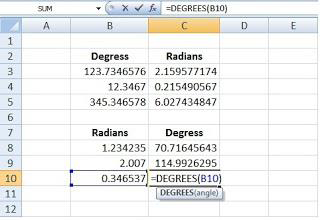 SUM =DEGREES(B10)
A B C D E
1
2 Degress Radians
3 123.7346576 2.159577174
4 12.3467 0.215490567
5 345.346578 6.027434847
6
7 Radians Degress
8 1.234235 70.71645643
9 2.007 114.9926295
10 0.346537 =DEGREES(B10)
11 DEGREES(angle)
12